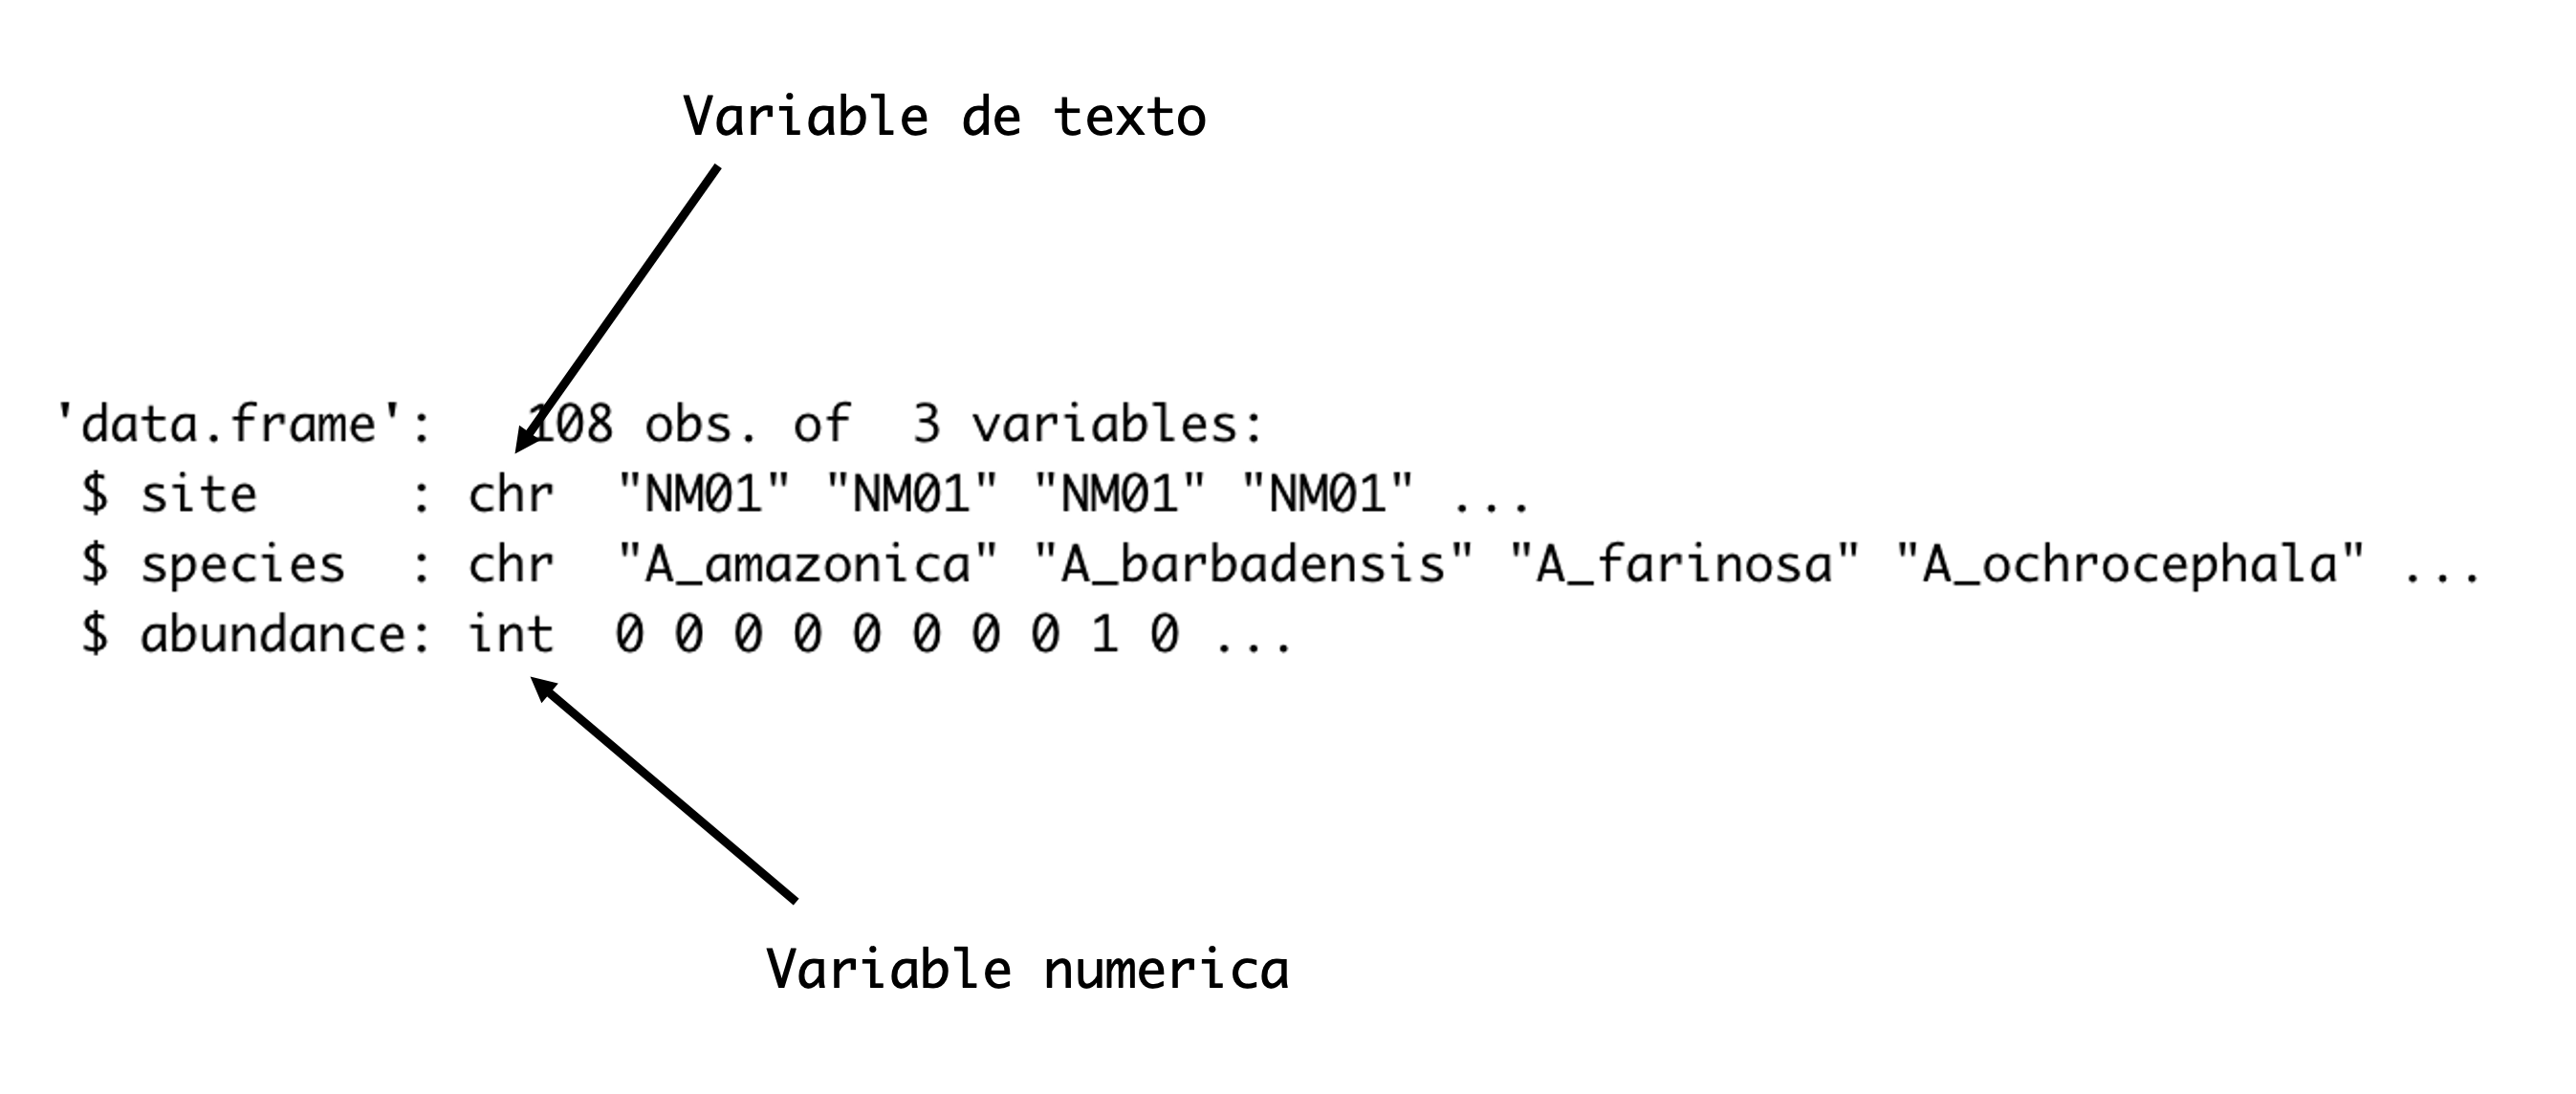 Variable de texto
'data.frame':   108 obs. of  3 variables:
 $ site     : chr  "NM01" "NM01" "NM01" "NM01" ...
 $ species  : chr  "A_amazonica" "A_barbadensis" "A_farinosa" "A_ochrocephala" ...
 $ abundance: int  0 0 0 0 0 0 0 0 1 0 ...
Variable numerica